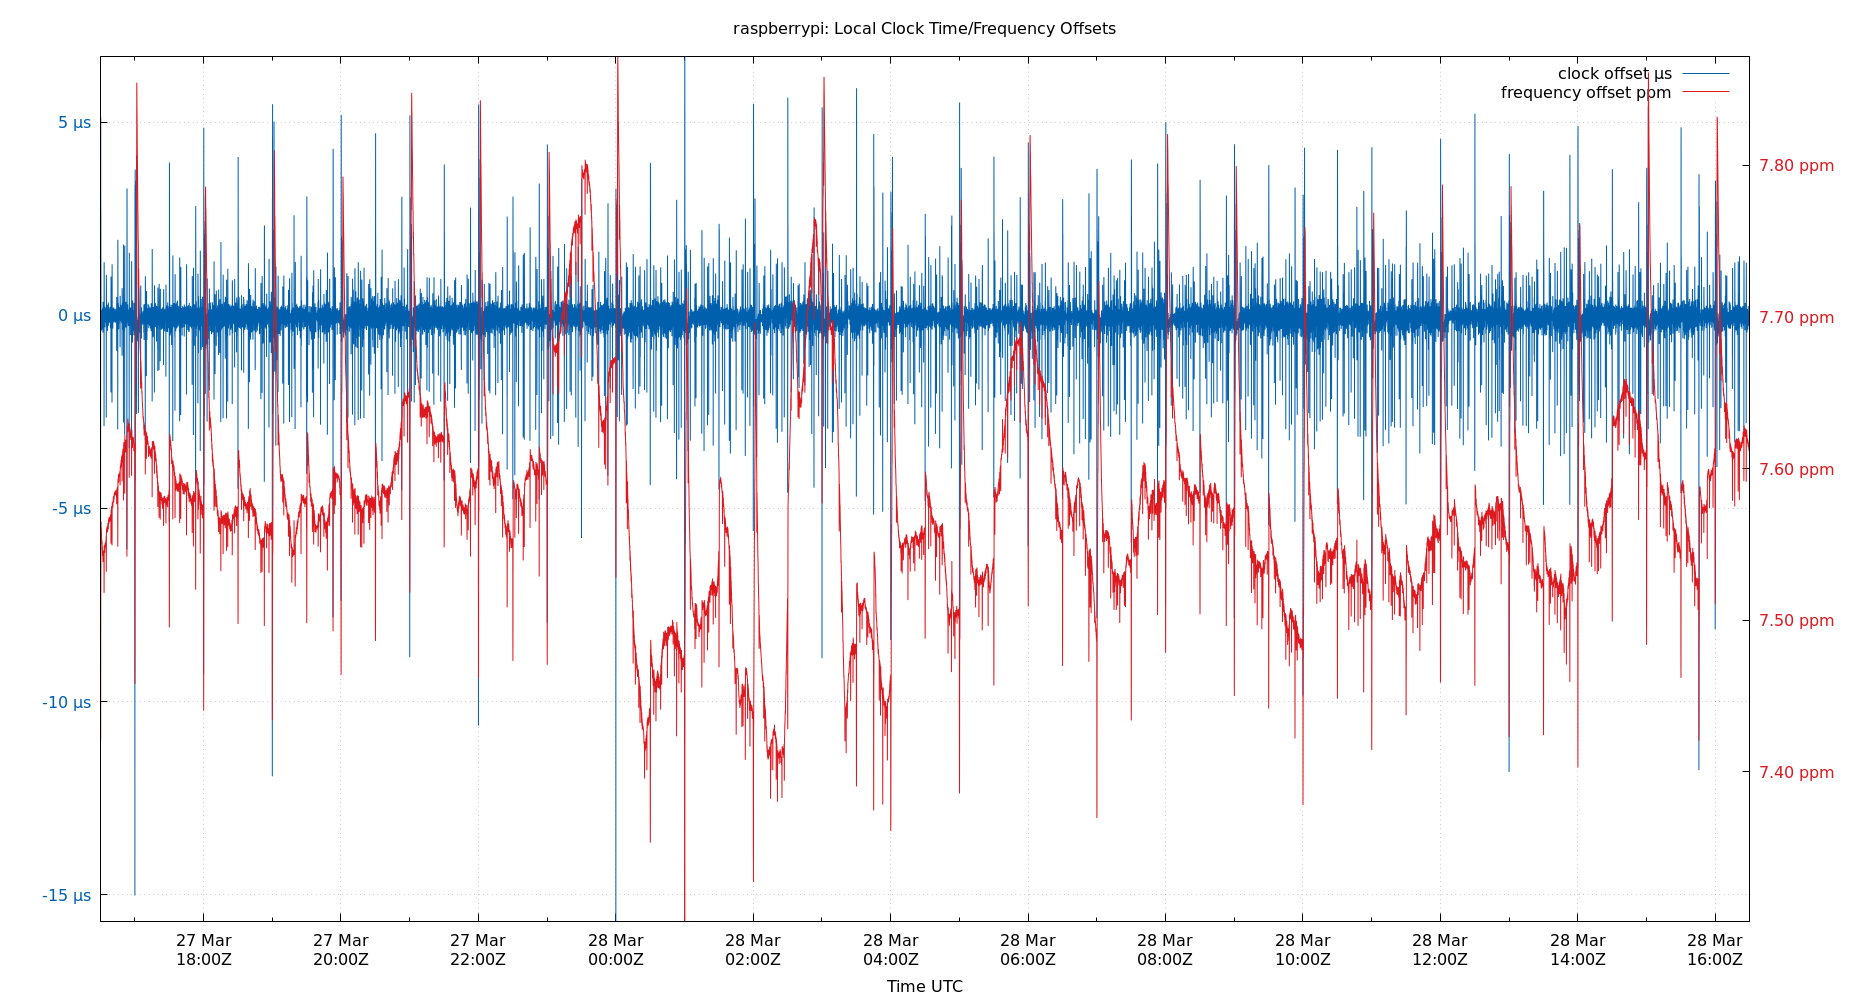 raspberrypi: Local Clock Time/Frequency Offsets
clock offset µs
frequency offset ppm
5 µs
0 µs
-5 µs
-10 µs
-15 µs
7.80 ppm
7.70 ppm
7.60 ppm
7.50 ppm
7.40 ppm
27 Mar 27 Mar 27 Mar 28 Mar 28 Mar 28 Mar 28 Mar 28 Mar 28 Mar 28 Mar 28 Mar 28 Mar
18:00Z 20:00Z 22:00Z 00:00Z 02:00Z 04:00Z 06:00Z 08:00Z 10:00Z 12:00Z 14:00Z 16:00Z
Time UTC